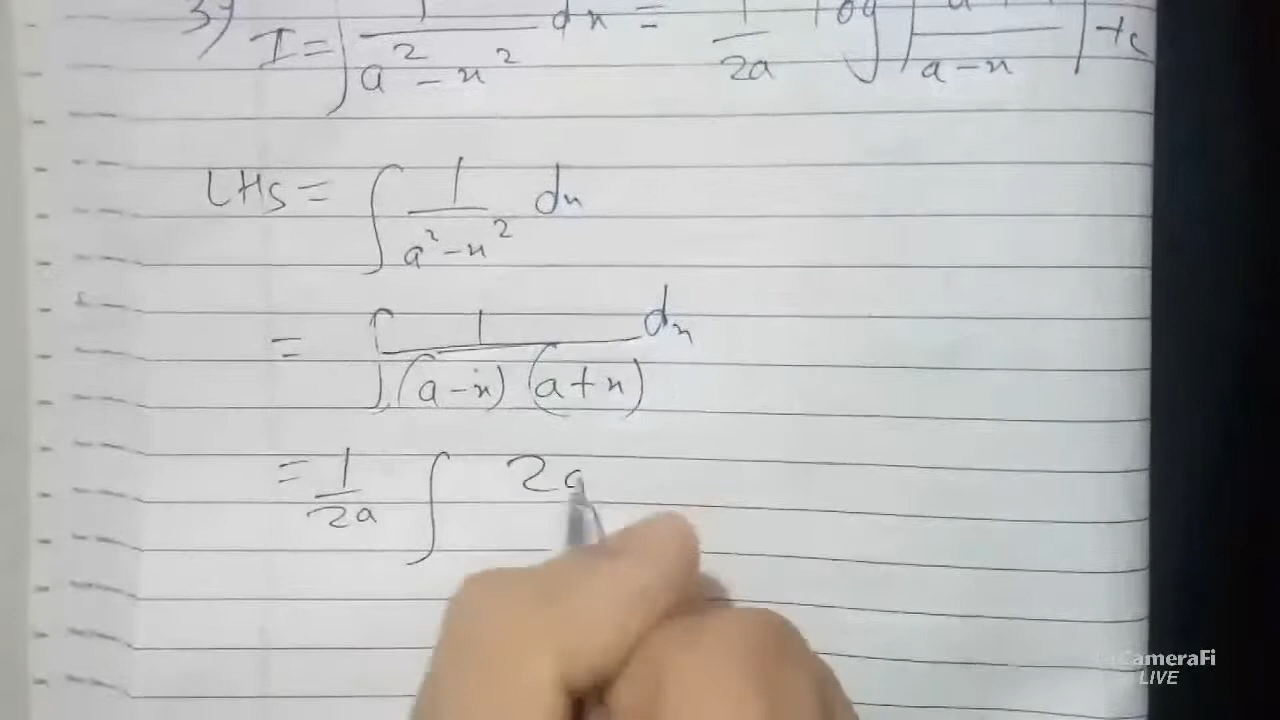 3) I = ∫ 1/(a² - x²) dx = 1/2a log | /(a - x) | + c
LHS = ∫ 1/(a² - x²) dx
= ∫ 1/((a - x) (a + x)) dx
= 1/2a ∫ 2a
CameraFi
LIVE